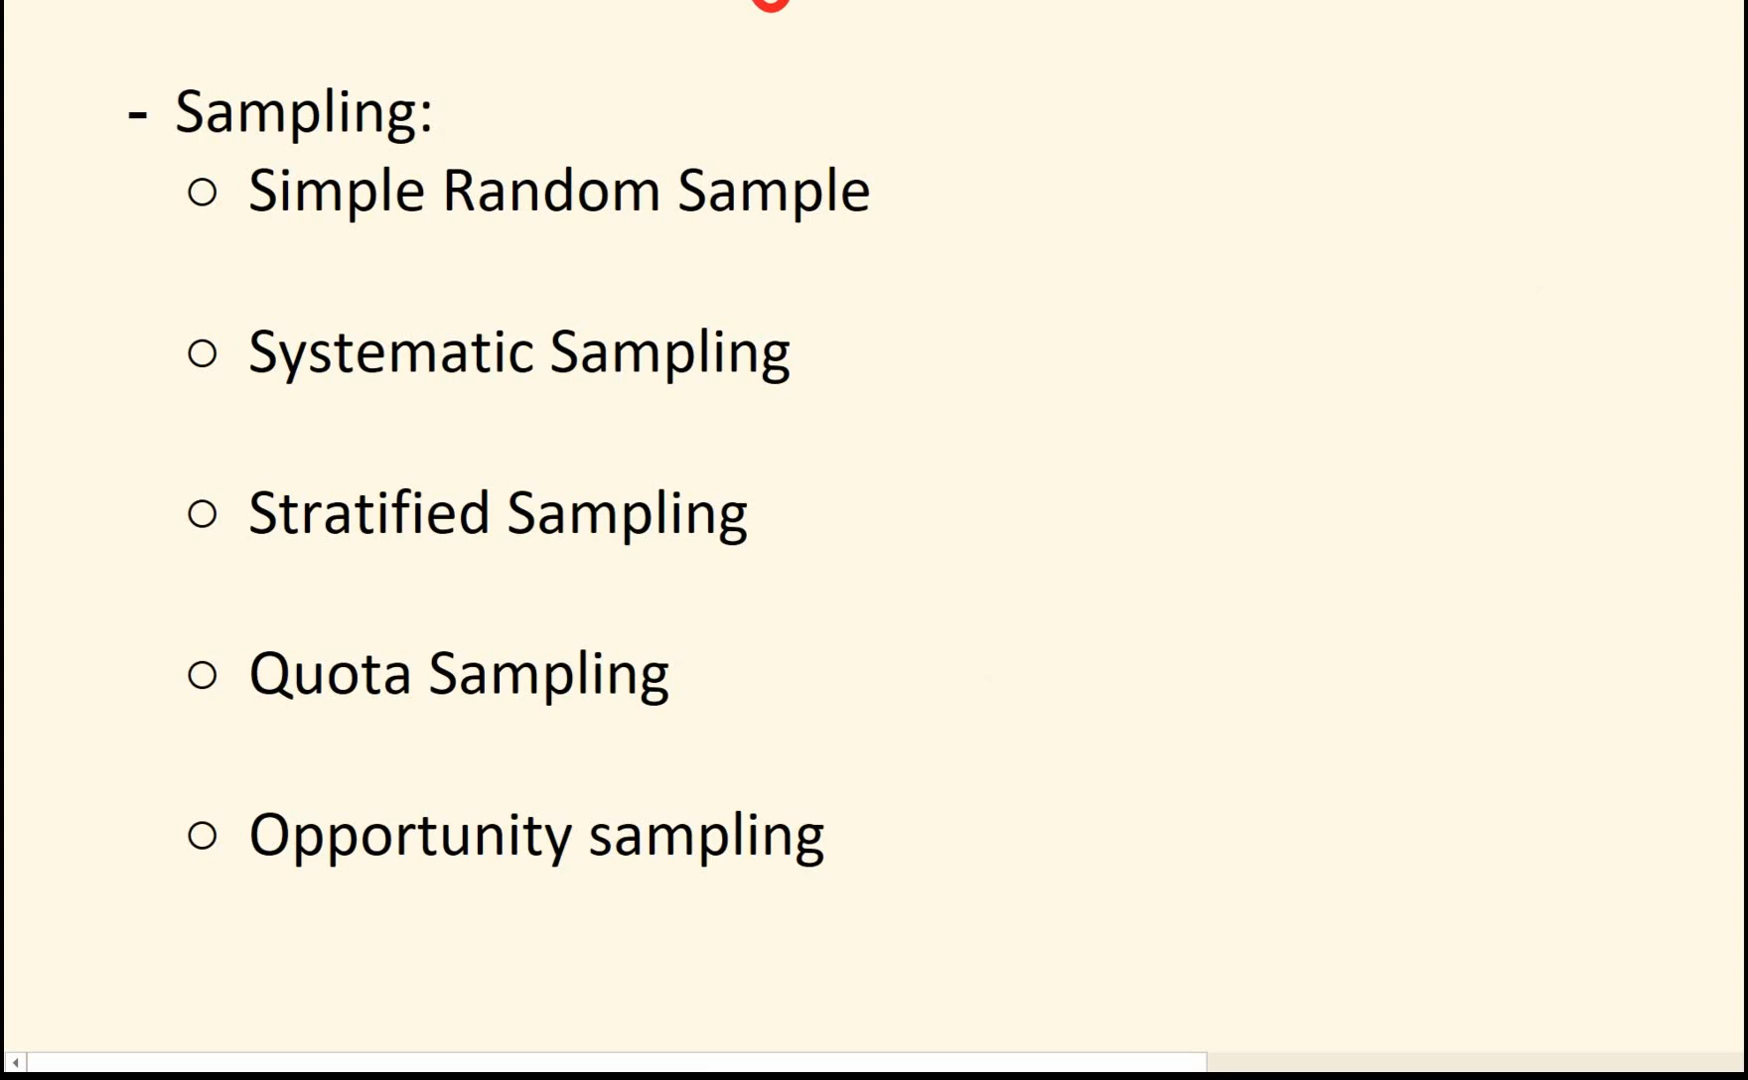 - Sampling:
○ Simple Random Sample
○ Systematic Sampling
○ Stratified Sampling
○ Quota Sampling
○ Opportunity sampling